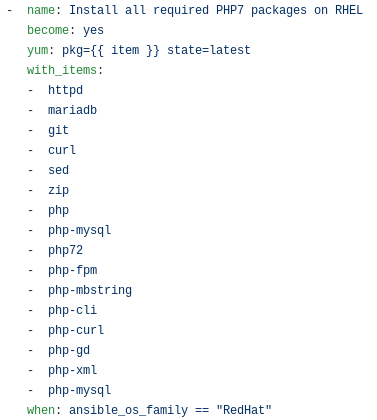 - name: Install all required PHP7 packages on RHEL
become: yes
yum: pkg={{ item }} state=latest
with_items:
- httpd
- mariadb
- git
- curl
- sed
- zip
- php
- php-mysql
- php72
- php-fpm
- php-mbstring
- php-cli
- php-curl
- php-gd
- php-xml
- php-mysql
when: ansible_os_family == "RedHat"